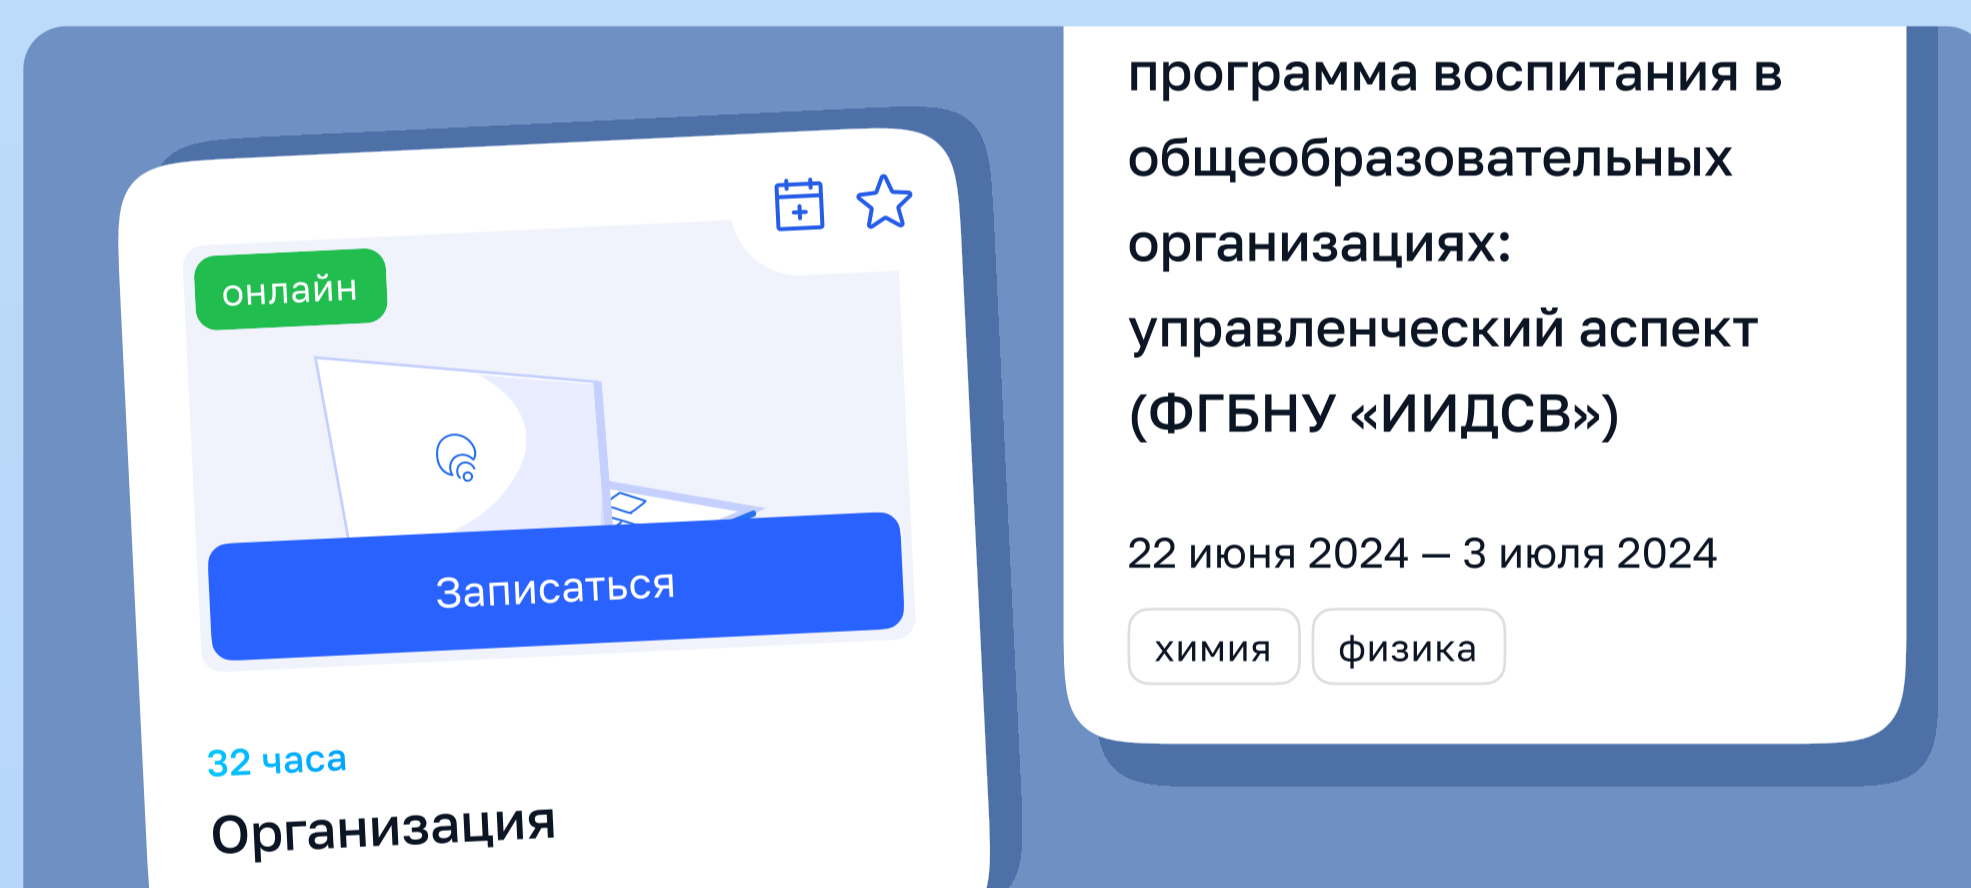 онлайн
Записаться
32 часа
Организация
программа воспитания в
общеобразовательных
организациях:
управленческий аспект
(ФГБНУ «ИИДСВ»)
22 июня 2024 — 3 июля 2024
химия
физика